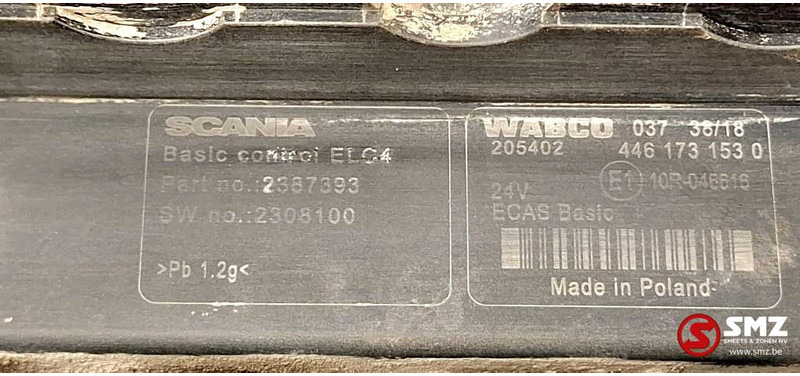 SCANIA
Basic control ELC4
Part no.:2387393
SW no.:2308100
>Pb 1.2g<
WABCO 037 38/18
205402 446 173 153 0
24V E1 10R-046616
ECAS Basic
Made in Poland
SMZ
SMEETS & ZONEN NV
www.smz.be